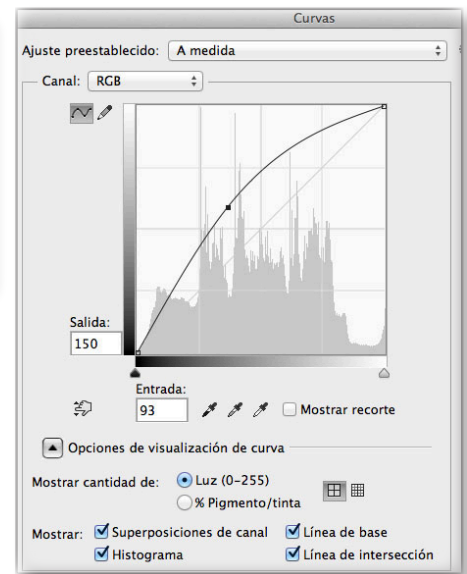 Curvas
Ajuste preestablecido: A medida
Canal: RGB
Salida:
150
Entrada:
93
Mostrar recorte
Opciones de visualización de curva
Mostrar cantidad de: Luz (0-255)
% Pigmento/tinta
Mostrar: Superposiciones de canal Línea de base
Histograma Línea de intersección